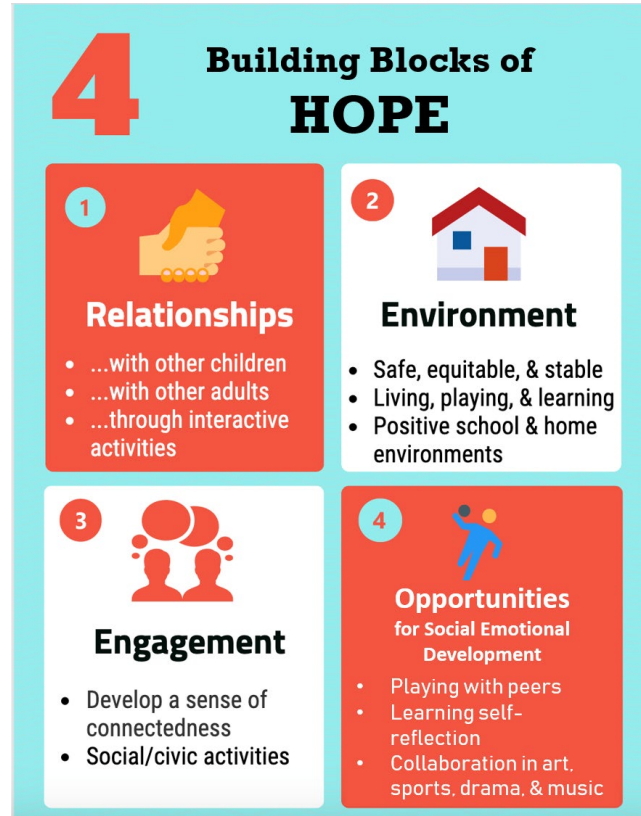 4
Building Blocks of
HOPE
1
Relationships
• ...with other children
• ...with other adults
• ...through interactive
activities
2
Environment
• Safe, equitable, & stable
• Living, playing, & learning
• Positive school & home
environments
3
Engagement
• Develop a sense of
connectedness
• Social/civic activities
4
Opportunities
for Social Emotional
Development
• Playing with peers
• Learning self-
reflection
• Collaboration in art,
sports, drama, & music